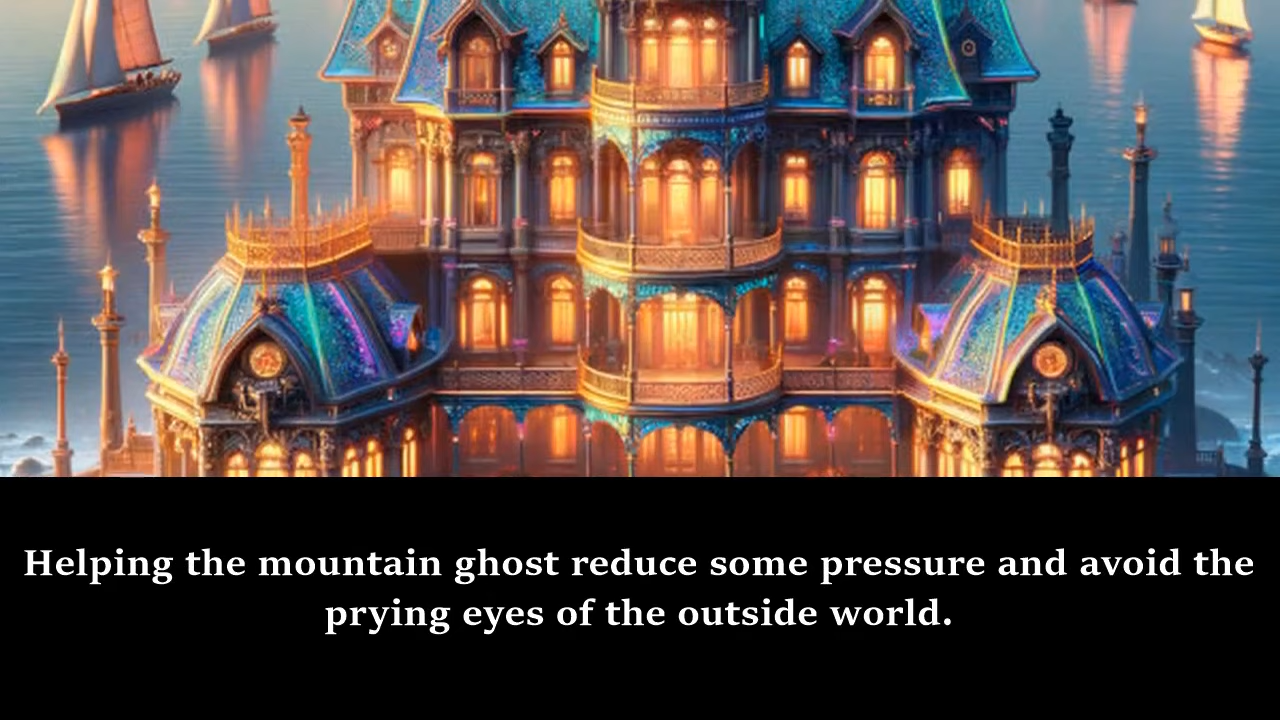 Helping the mountain ghost reduce some pressure and avoid the
prying eyes of the outside world.